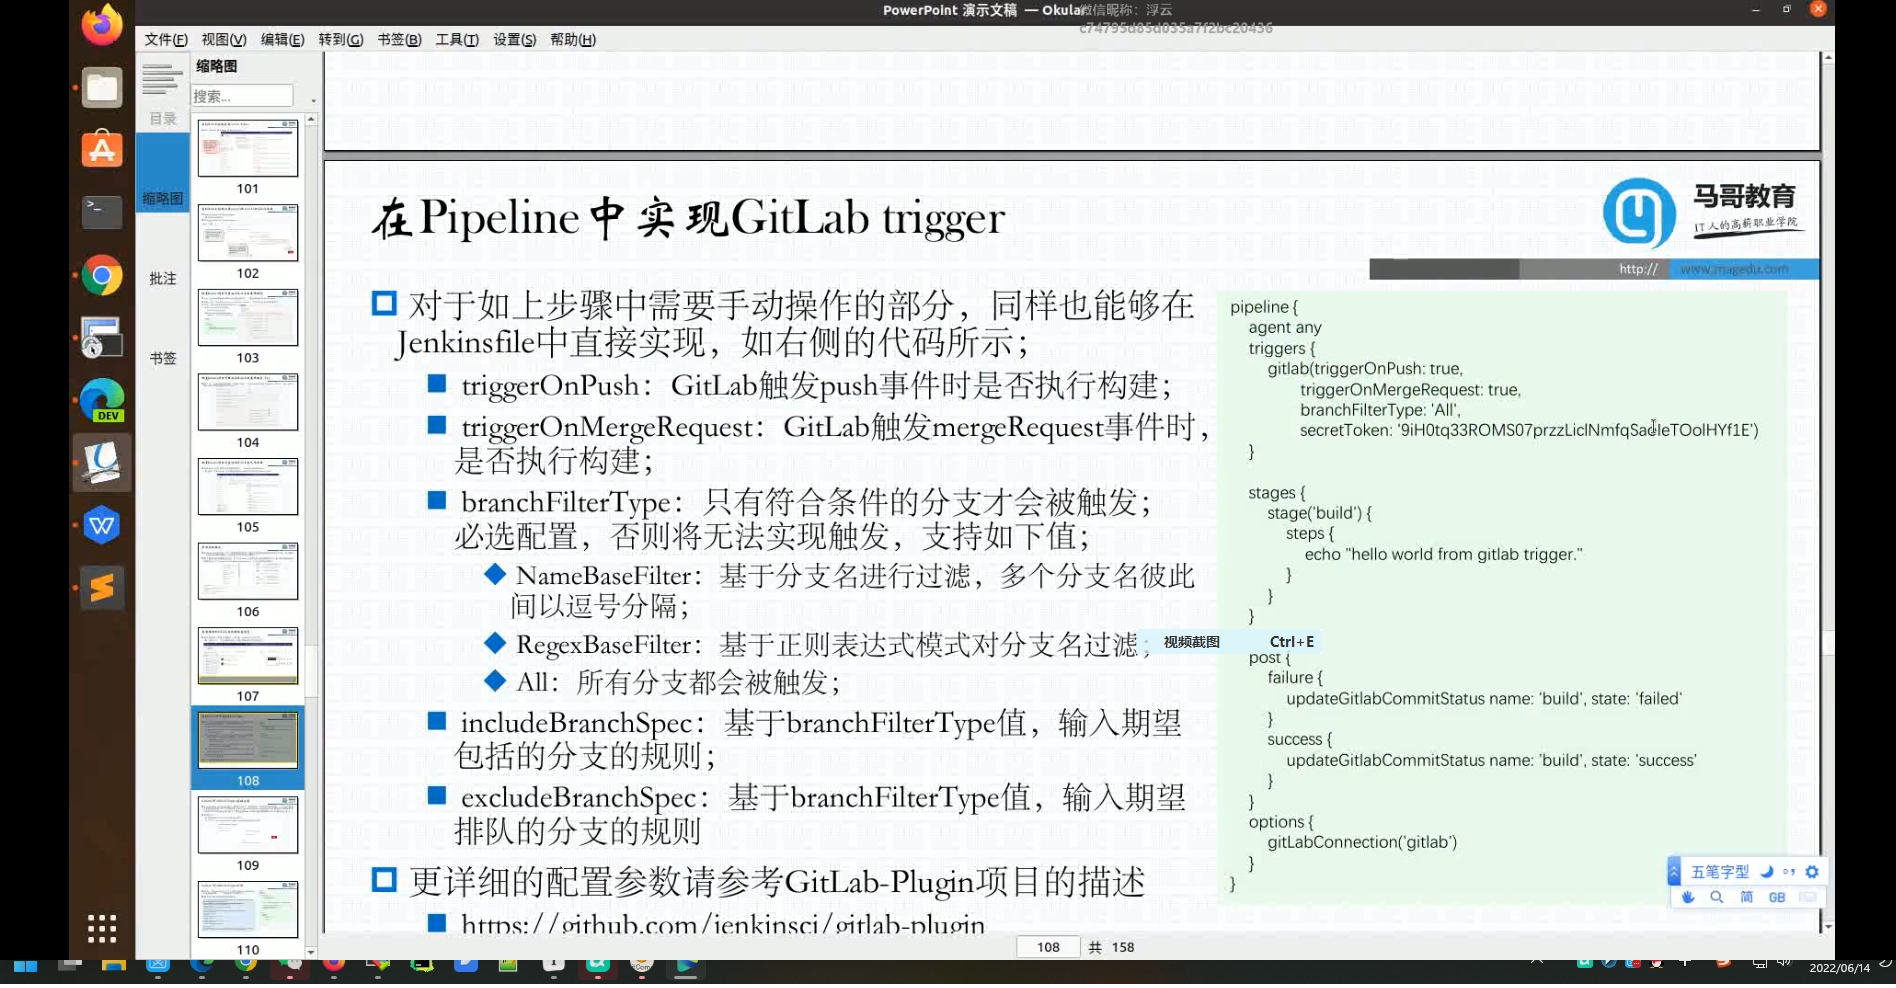 PowerPoint 演示文稿 — Okular
微信昵称：浮云
c74795d85d035a7f2bc20436
文件(F) 视图(V) 编辑(E) 转到(G) 书签(B) 工具(T) 设置(S) 帮助(H)
缩略图
搜索...
目录
缩略图
批注
书签
101
102
103
104
105
106
107
108
109
110
在Pipeline中实现GitLab trigger
马哥教育
IT人的高薪职业学院
http:// www.magedu.com
对于如上步骤中需要手动操作的部分，同样也能够在
Jenkinsfile中直接实现，如右侧的代码所示；
triggerOnPush：GitLab触发push事件时是否执行构建；
triggerOnMergeRequest：GitLab触发mergeRequest事件时，
是否执行构建；
branchFilterType：只有符合条件的分支才会被触发；
必选配置，否则将无法实现触发，支持如下值；
NameBaseFilter：基于分支名进行过滤，多个分支名彼此
间以逗号分隔；
RegexBaseFilter：基于正则表达式模式对分支名过滤；
All：所有分支都会被触发；
includeBranchSpec：基于branchFilterType值，输入期望
包括的分支的规则；
excludeBranchSpec：基于branchFilterType值，输入期望
排队的分支的规则
更详细的配置参数请参考GitLab-Plugin项目的描述
https://github.com/jenkinsci/gitlab-plugin
pipeline {
agent any
triggers {
gitlab(triggerOnPush: true,
triggerOnMergeRequest: true,
branchFilterType: 'All',
secretToken: '9iH0tq33ROMS07przzLiclNmfqSadIeTOolHYf1E')
}
stages {
stage('build') {
steps {
echo "hello world from gitlab trigger."
}
}
}
视频截图 Ctrl+E
post {
failure {
updateGitlabCommitStatus name: 'build', state: 'failed'
}
success {
updateGitlabCommitStatus name: 'build', state: 'success'
}
}
options {
gitLabConnection('gitlab')
}
}
五笔字型
简 GB
108 共 158
DEV
2022/06/14